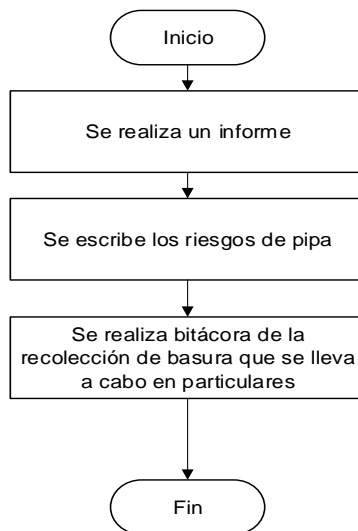 Inicio
Se realiza un informe
Se escribe los riesgos de pipa
Se realiza bitácora de la
recolección de basura que se lleva
a cabo en particulares
Fin